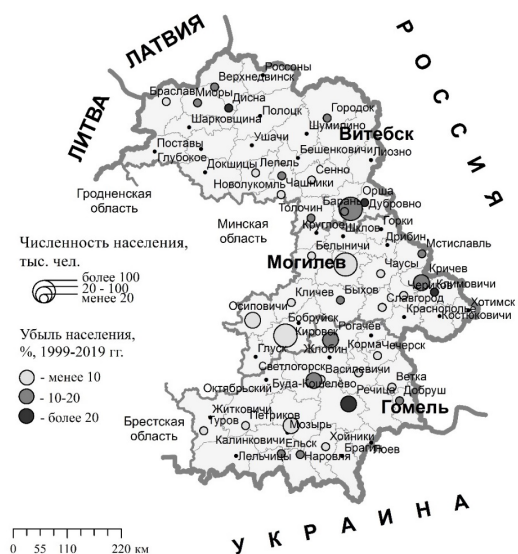 ЛАТВИЯ
РОССИЯ
ЛИТВА
Россоны
Верхнедвинск
Браслав
Миоры
Дисна
Городок
Шарковщина
Полоцк
Шумилино
Витебск
Поставы
Ушачи
Бешенковичи
Лиозно
Глубокое
Докшицы
Лепель
Сенно
Новолукомль
Чашники
Гродненская
область
Минская
область
Орша
Барань
Дубровно
Толочин
Круглое
Шклов
Горки
Белыничи
Дрибин
Мстиславль
Могилев
Чаусы
Кричев
Чериков
Климовичи
Кличев
Быхов
Славгород
Хотимск
Краснополье
Костюковичи
Осиповичи
Бобруйск
Кировск
Рогачев
Глуск
Жлобин
Корма
Чечерск
Светлогорск
Василевичи
Ветка
Октябрьский
Буда-Кошелево
Речица
Добруш
Гомель
Житковичи
Брестская
область
Туров
Петриков
Мозырь
Калинковичи
Ельск
Хойники
Лельчицы
Наровля
Брагин
Лоев
УКРАИНА
Численность населения,
тыс. чел.
более 100
20 - 100
менее 20
Убыль населения,
%, 1999-2019 гг.
- менее 10
- 10-20
- более 20
0 55 110 220 км